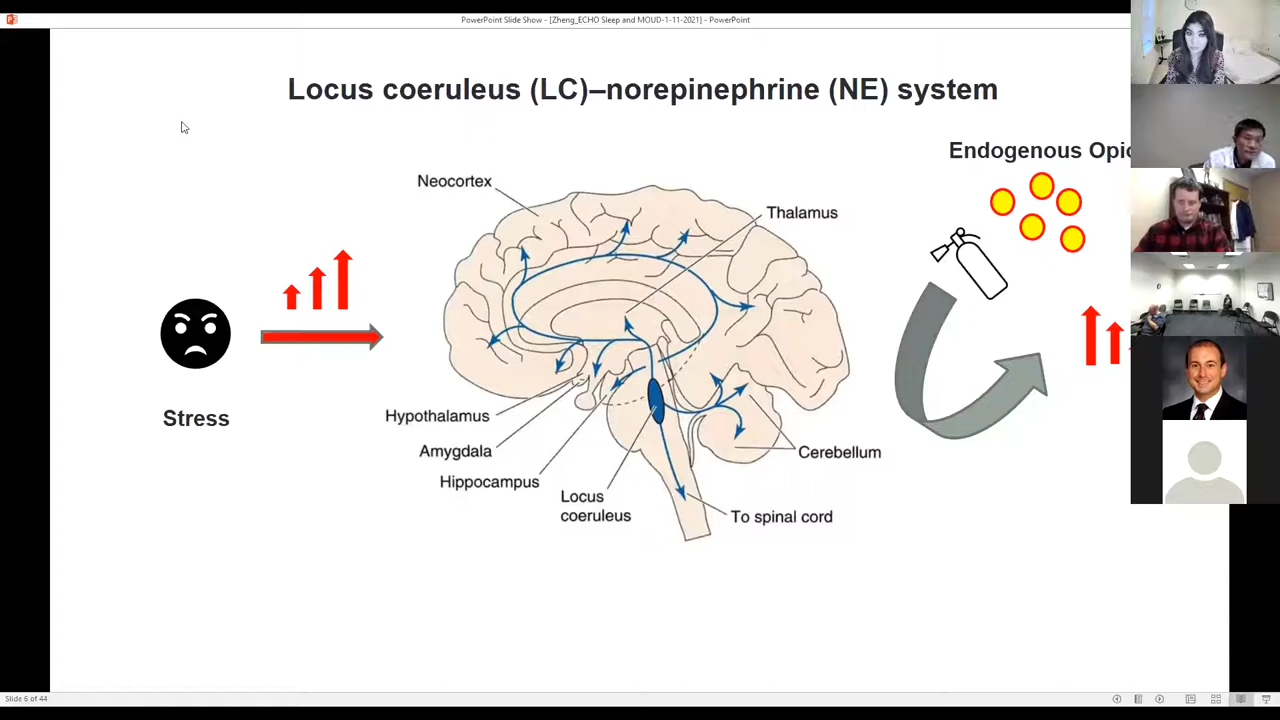 PowerPoint Slide Show - [Zheng_ECHO Sleep and MOUD-1-11-2021] - PowerPoint
Locus coeruleus (LC)–norepinephrine (NE) system
Endogenous Opio
Neocortex
Thalamus
Stress
Hypothalamus
Amygdala
Hippocampus
Locus
coeruleus
Cerebellum
To spinal cord
Slide 6 of 44